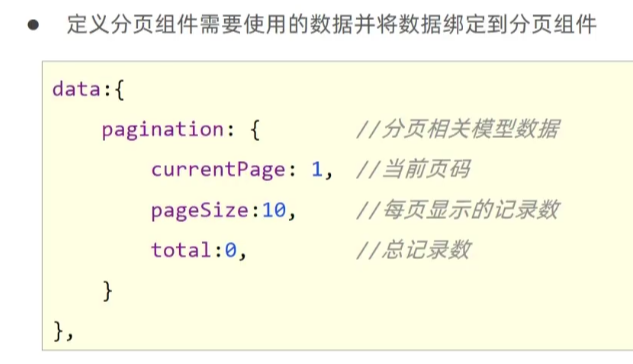 ● 定义分页组件需要使用的数据并将数据绑定到分页组件
data:{
pagination: { //分页相关模型数据
currentPage: 1, //当前页码
pageSize:10, //每页显示的记录数
total:0, //总记录数
}
},